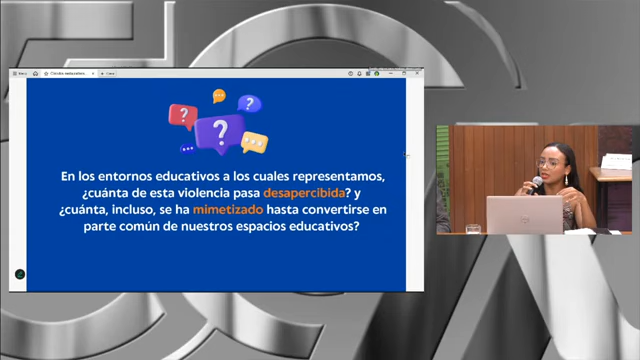 ?
?
?
En los entornos educativos a los cuales representamos,
¿cuánta de esta violencia pasa desapercibida? y
¿cuánta, incluso, se ha mimetizado hasta convertirse en
parte común de nuestros espacios educativos?